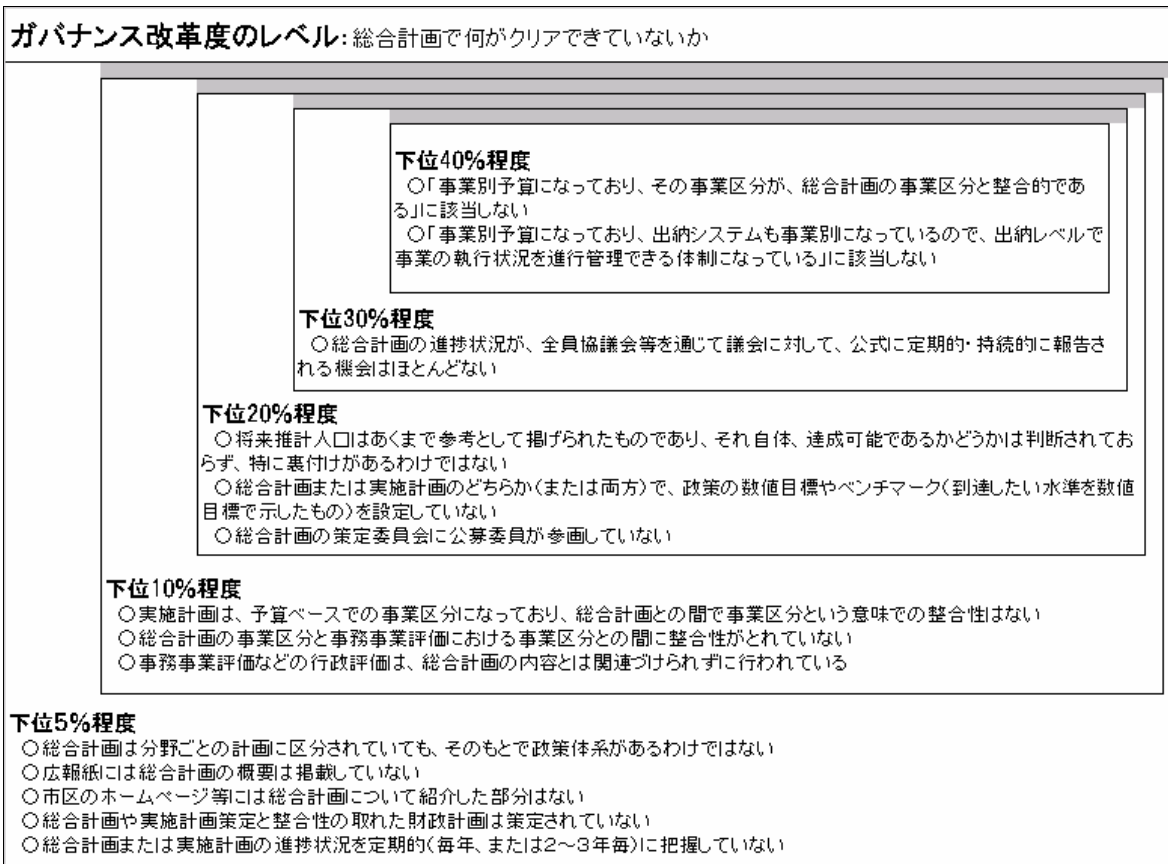 ガバナンス改革度のレベル:総合計画で何がクリアできていないか
下位40%程度
○「事業別予算になっており、その事業区分が、総合計画の事業区分と整合的であ
る」に該当しない
○「事業別予算になっており、出納システムも事業別になっているので、出納レベルで
事業の執行状況を進行管理できる体制になっている」に該当しない
下位30%程度
○総合計画の進捗状況が、全員協議会等を通じて議会に対して、公式に定期的・持続的に報告さ
れる機会はほとんどない
下位20%程度
○将来推計人口はあくまで参考として掲げられたものであり、それ自体、達成可能であるかどうかは判断されてお
らず、特に裏付けがあるわけではない
○総合計画または実施計画のどちらか(または両方)で、政策の数値目標やベンチマーク(到達したい水準を数値
目標で示したもの)を設定していない
○総合計画の策定委員会に公募委員が参画していない
下位10%程度
○実施計画は、予算ベースでの事業区分になっており、総合計画との間で事業区分という意味での整合性はない
○総合計画の事業区分と事務事業評価における事業区分との間に整合性がとれていない
○事務事業評価などの行政評価は、総合計画の内容とは関連づけられずに行われている
下位5%程度
○総合計画は分野ごとの計画に区分されていても、そのもとで政策体系があるわけではない
○広報紙には総合計画の概要は掲載していない
○市区のホームページ等には総合計画について紹介した部分はない
○総合計画や実施計画策定と整合性の取れた財政計画は策定されていない
○総合計画または実施計画の進捗状況を定期的(毎年、または2～3年毎)に把握していない